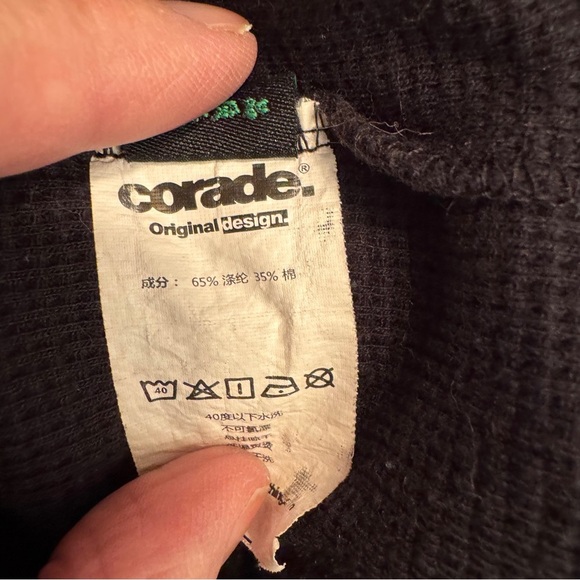 corade.®
Original design.
成分： 65% 涤纶 35% 棉
40
40度以下水洗
不可氯漂